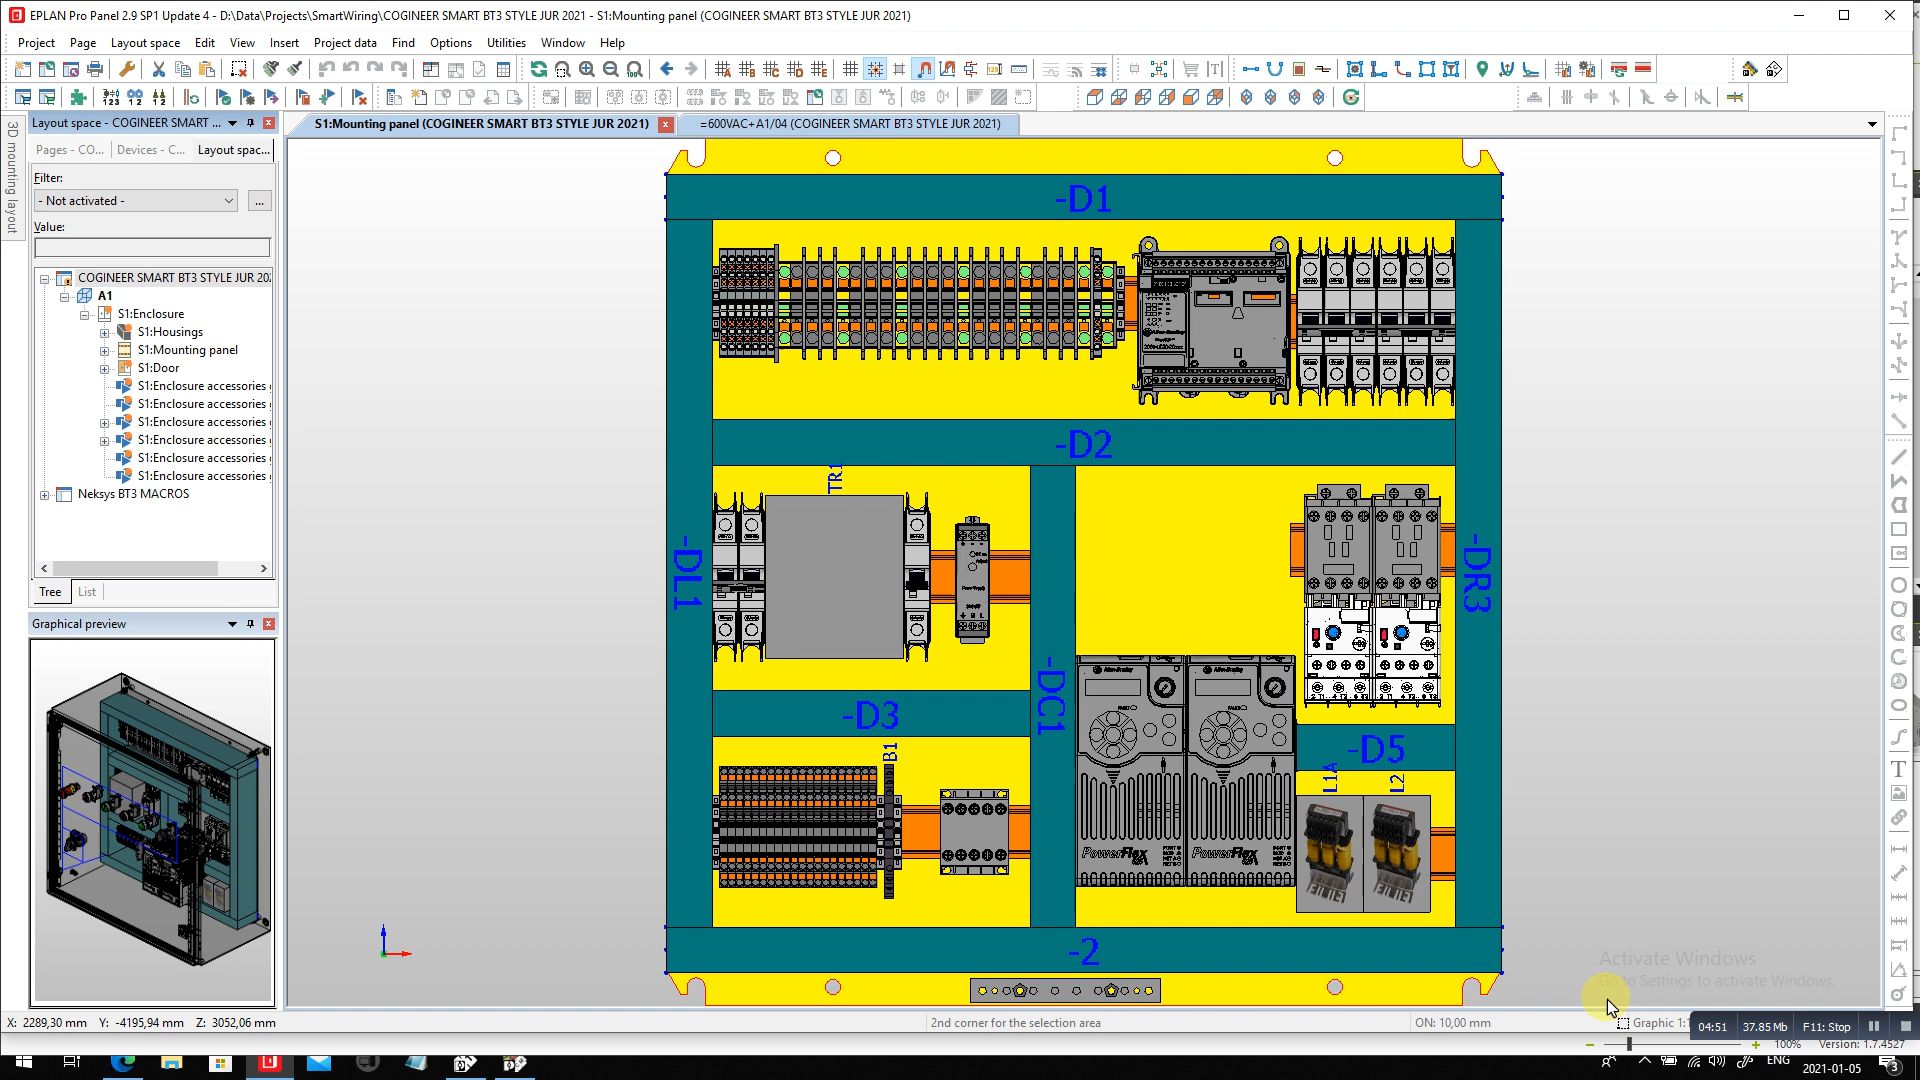 EPLAN Pro Panel 2.9 SP1 Update 4 - D:\Data\Projects\SmartWiring\COGINEER SMART BT3 STYLE JUR 2021 - S1:Mounting panel (COGINEER SMART BT3 STYLE JUR 2021)
Project Page Layout space Edit View Insert Project data Find Options Utilities Window Help
Layout space - COGINEER SMART ...
S1:Mounting panel (COGINEER SMART BT3 STYLE JUR 2021)
=600VAC+A1/04 (COGINEER SMART BT3 STYLE JUR 2021)
3D mounting layout
Pages - CO... Devices - C... Layout spac...
Filter:
- Not activated -
...
Value:
COGINEER SMART BT3 STYLE JUR 202
A1
S1:Enclosure
S1:Housings
S1:Mounting panel
S1:Door
S1:Enclosure accessories
S1:Enclosure accessories
S1:Enclosure accessories
S1:Enclosure accessories
S1:Enclosure accessories
S1:Enclosure accessories
Neksys BT3 MACROS
Tree List
Graphical preview
-D1
-D2
TR1
-DL1
-DR3
-DC1
-D3
B1
-D5
L1A
L2
PowerFlex
PowerFlex
-2
Activate Windows
Go to Settings to activate Windows.
X: 2289,30 mm Y: -4195,94 mm Z: 3052,06 mm
2nd corner for the selection area
ON: 10,00 mm
Graphic 1:1
04:51 37.85 Mb F11: Stop
100% Version: 1.7.4527
ENG
2021-01-05
3